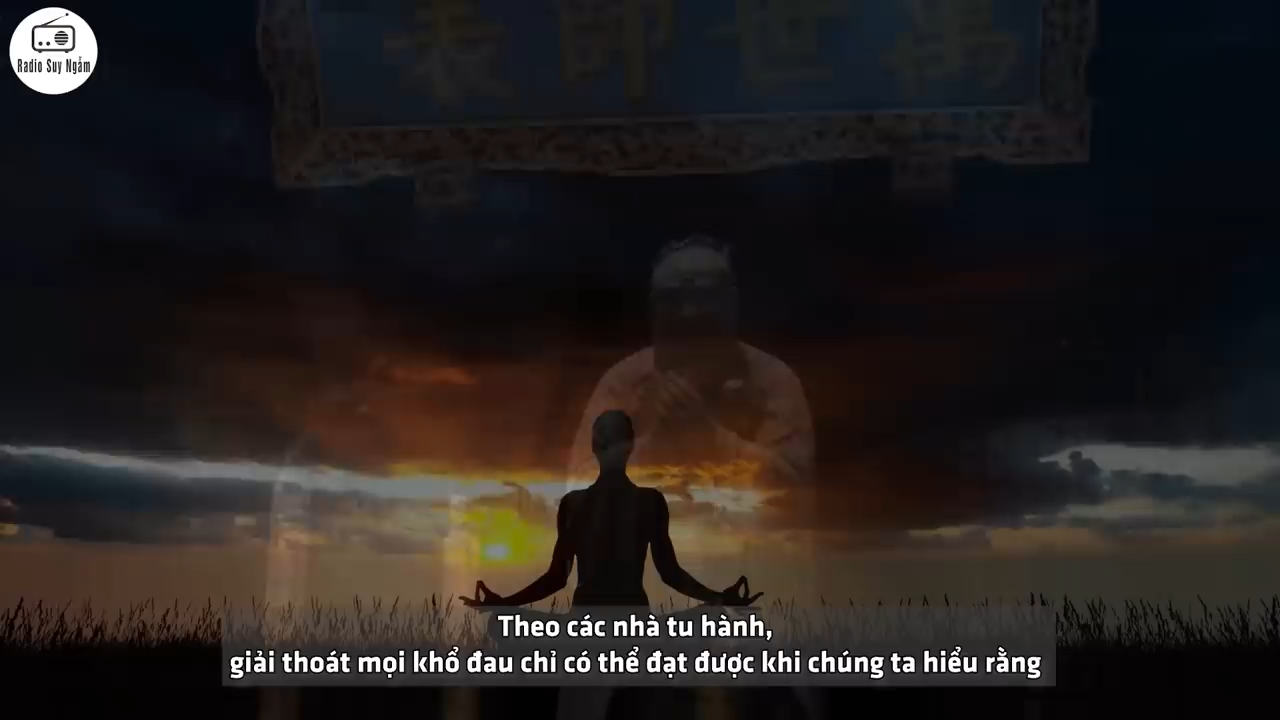 Radio Suy Ngẫm
Theo các nhà tu hành,
giải thoát mọi khổ đau chỉ có thể đạt được khi chúng ta hiểu rằng